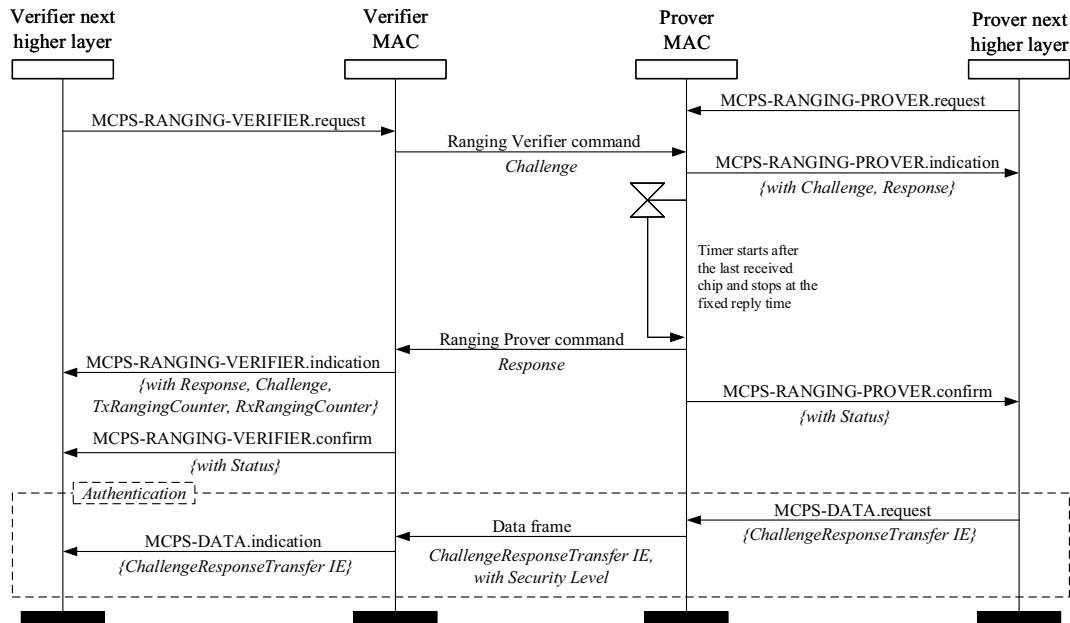 Verifier next
higher layer
Verifier
MAC
Prover
MAC
Prover next
higher layer
MCPS-RANGING-PROVER.request
MCPS-RANGING-VERIFIER.request
Ranging Verifier command
Challenge
MCPS-RANGING-PROVER.indication
{with Challenge, Response}
Timer starts after
the last received
chip and stops at the
fixed reply time
Ranging Prover command
Response
MCPS-RANGING-VERIFIER.indication
{with Response, Challenge,
TxRangingCounter, RxRangingCounter}
MCPS-RANGING-PROVER.confirm
{with Status}
MCPS-RANGING-VERIFIER.confirm
{with Status}
Authentication
MCPS-DATA.request
{ChallengeResponseTransfer IE}
Data frame
ChallengeResponseTransfer IE,
with Security Level
MCPS-DATA.indication
{ChallengeResponseTransfer IE}